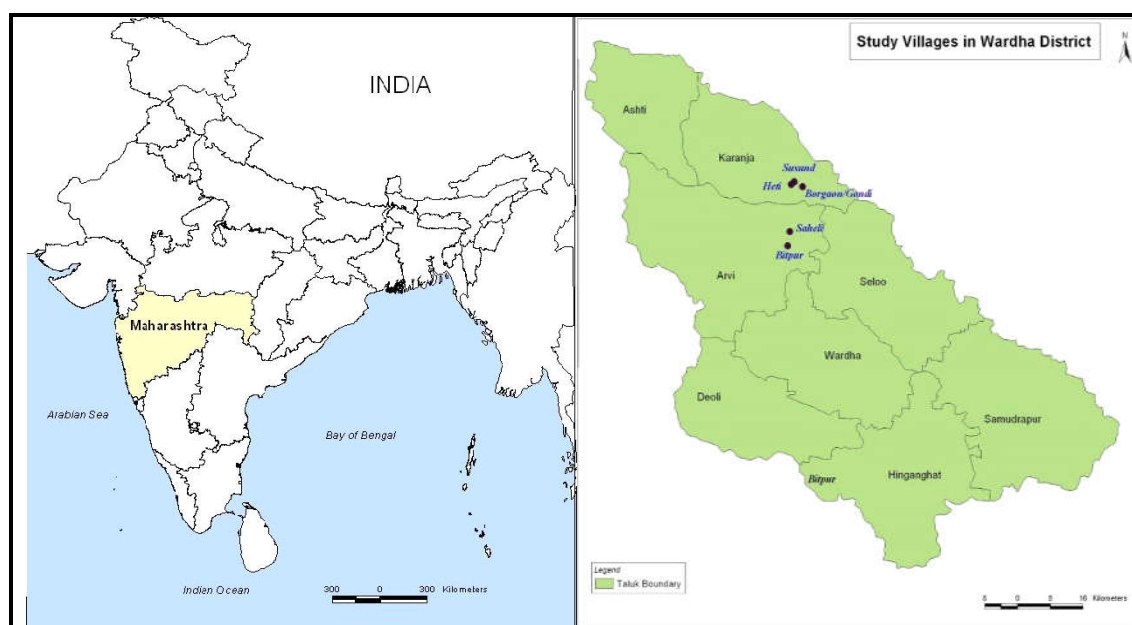 INDIA
Maharashtra
Arabian Sea
Bay of Bengal
Indian Ocean
300 0 300 Kilometers
Study Villages in Wardha District
N
Ashti
Karanja
Susund
Heti
Borgaon/Gondi
Saheli
Bitpur
Arvi
Seloo
Wardha
Deoli
Samudrapur
Bitpur
Hinganghat
Legend
Taluk Boundary
8 0 8 16 Kilometers